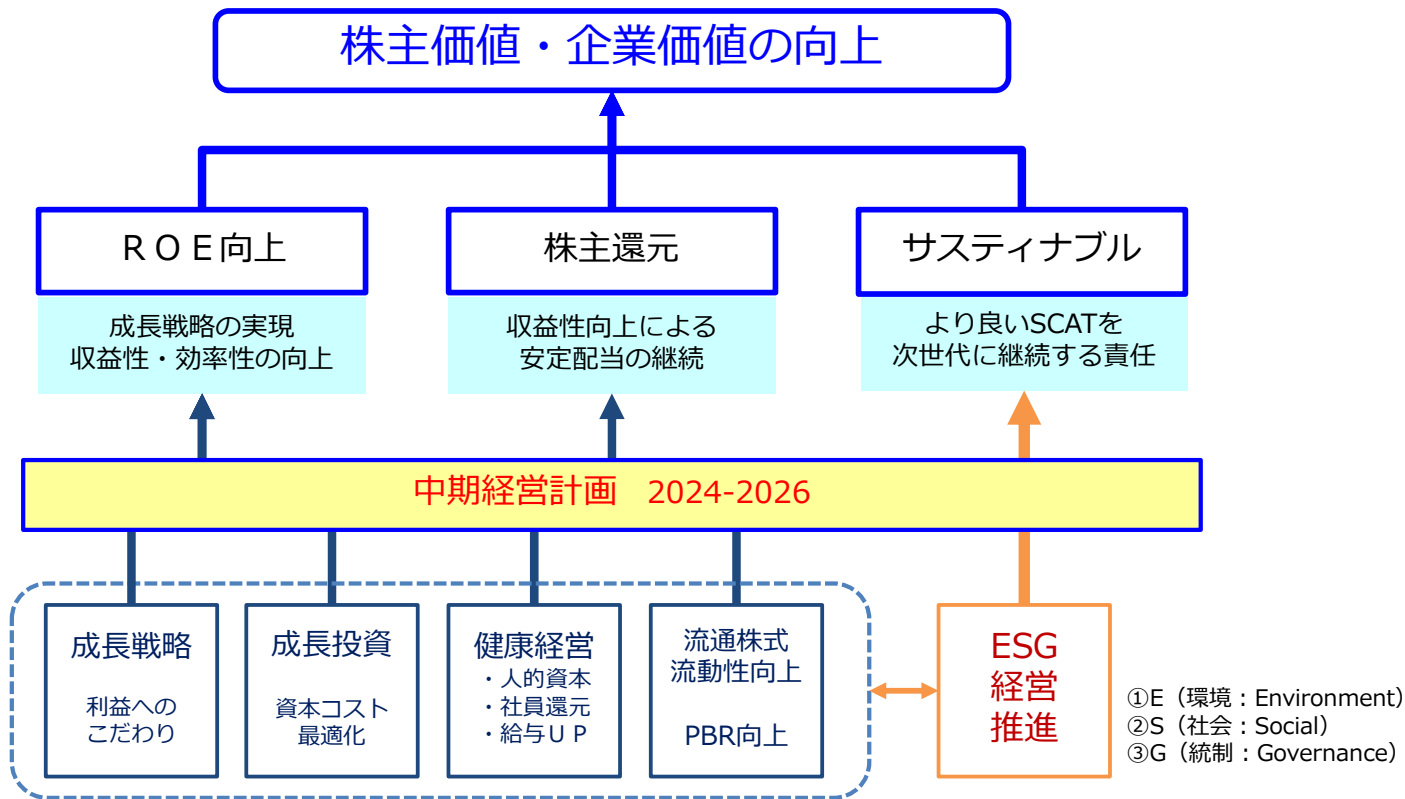 株主価値・企業価値の向上
ＲＯＥ向上
株主還元
サスティナブル
成長戦略の実現
収益性・効率性の向上
収益性向上による
安定配当の継続
より良いSCATを
次世代に継続する責任
中期経営計画　2024-2026
成長戦略
利益への
こだわり
成長投資
資本コスト
最適化
健康経営
・人的資本
・社員還元
・給与ＵＰ
流通株式
流動性向上
PBR向上
ESG
経営
推進
①E（環境：Environment）
②S（社会：Social）
③G（統制：Governance）